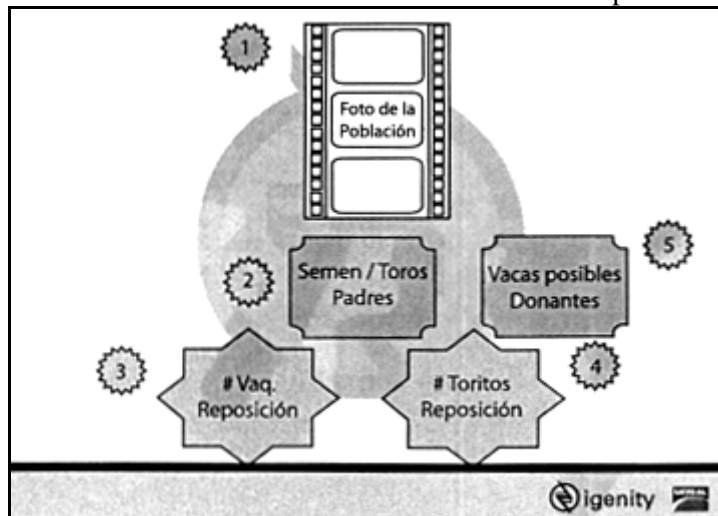 1
Foto de la
Población
2
Semen / Toros
Padres
5
Vacas posibles
Donantes
3
# Vaq.
Reposición
4
# Toritos
Reposición
igenity